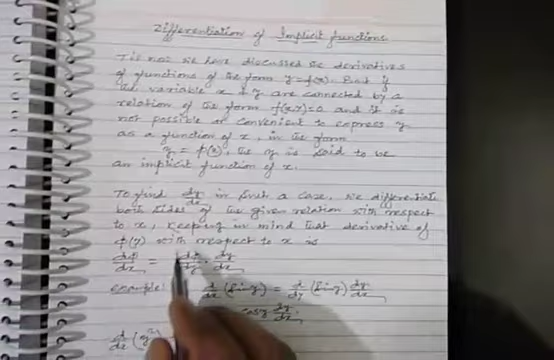 Differentiation of Implicit functions
Till now we have discussed the derivatives
of functions of the form y=f(x). But if
the variable x & y are connected by a
relation of the form f(x,y)=0 and it is
not possible or convenient to express y
as a function of x, in the form
y = φ(x), the y is said to be
an implicit function of x.
To find dy/dx in such a case, we differentiate
both sides of the given relation with respect
to x, keeping in mind that derivative of
φ(y) with respect to x is
dφ/dx = dφ/dy · dy/dx
example: d/dx (sin y) = d/dy (sin y) dy/dx
cos y dy/dx
d/dx